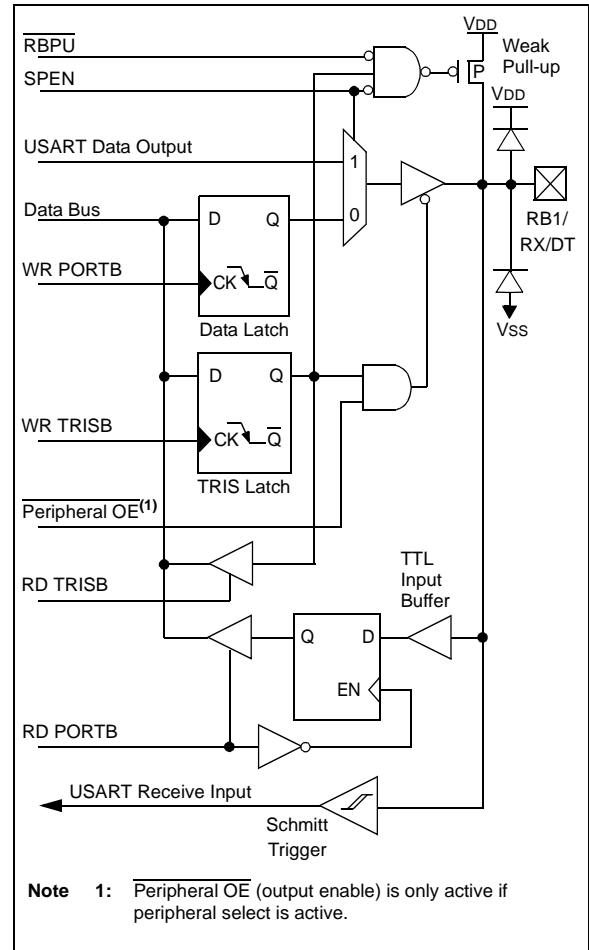 VDD
RBPU
Weak
Pull-up
P
SPEN
VDD
USART Data Output
1
0
Data Bus
D Q
RB1/
RX/DT
WR PORTB
CK Q
Data Latch
VSS
D Q
WR TRISB
CK Q
TRIS Latch
Peripheral OE(1)
RD TRISB
TTL
Input
Buffer
Q D
EN
RD PORTB
USART Receive Input
Schmitt
Trigger
Note 1: Peripheral OE (output enable) is only active if
peripheral select is active.